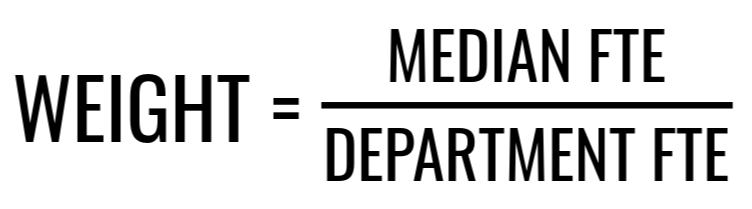 MEDIAN FTE
WEIGHT =
DEPARTMENT FTE